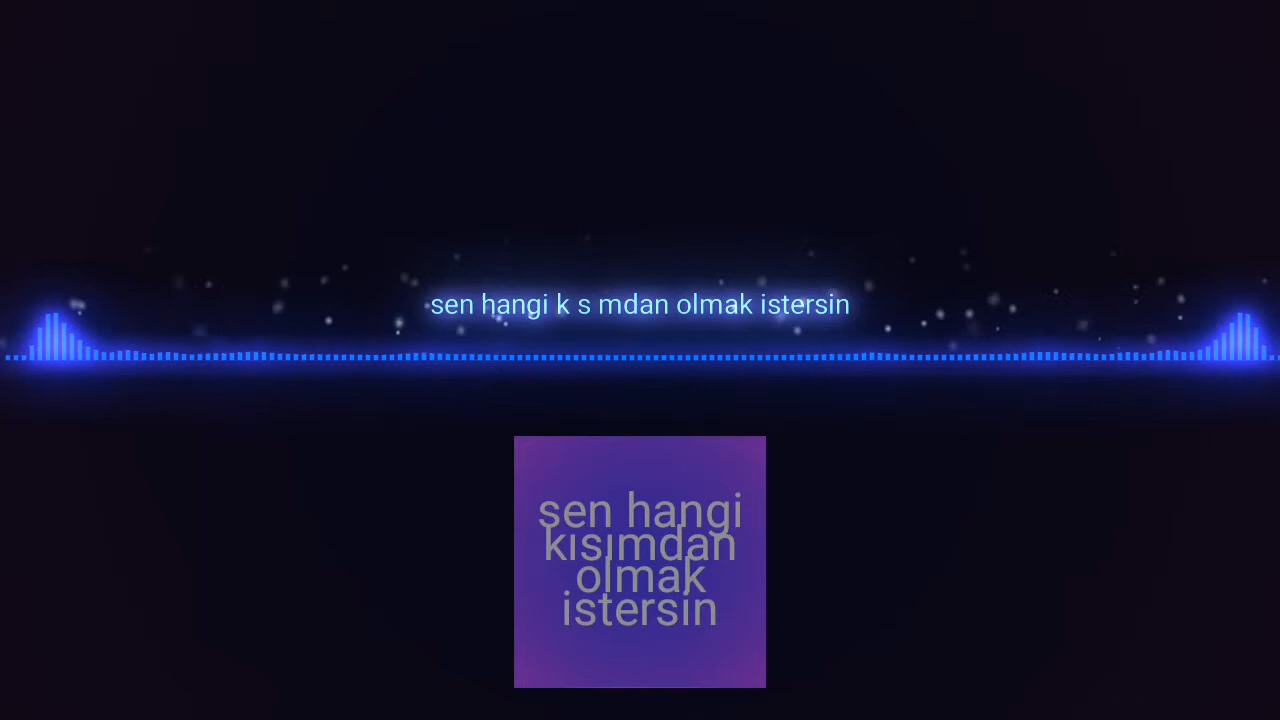 sen hangi k s mdan olmak istersin
sen hangi
kısımdan
olmak
istersin